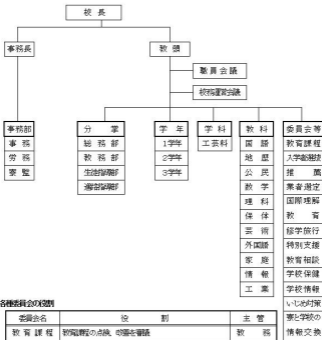 校長
事務長
教頭
職員会議
校務運営会議
事務部
事務
労務
寮監
分掌
総務部
教務部
生徒指導部
進路指導部
学年
1学年
2学年
3学年
学科
工芸科
教科
国語
地歴
公民
数学
理科
保体
芸術
外国語
家庭
情報
工業
委員会等
教育課程
入学者選抜
推薦
業者選定
国際理解
教育
修学旅行
特別支援
教育相談
学校保健
学校情報
いじめ対策
寮と学校の
情報交換
各種委員会の役割
委員会名 役割 主管
教育課程 教育課程の点検、改善を審議 教務